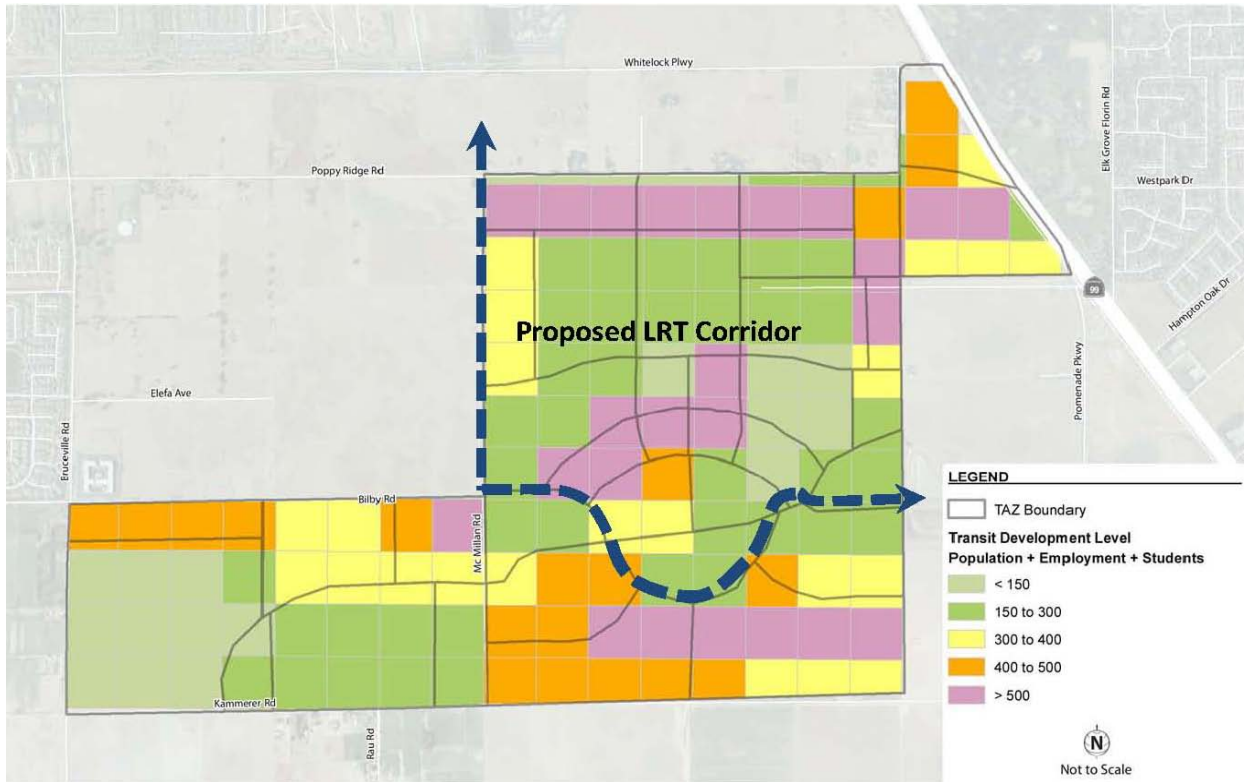 Whitelock Plwy
Poppy Ridge Rd
Elk Grove Florin Rd
Westpark Dr
99
Hampton Oak Dr
Proposed LRT Corridor
Promenade Pkwy
Elefa Ave
Bruceville Rd
Bilby Rd
Mc Millan Rd
Kammerer Rd
Rau Rd
LEGEND
TAZ Boundary
Transit Development Level
Population + Employment + Students
< 150
150 to 300
300 to 400
400 to 500
> 500
N
Not to Scale